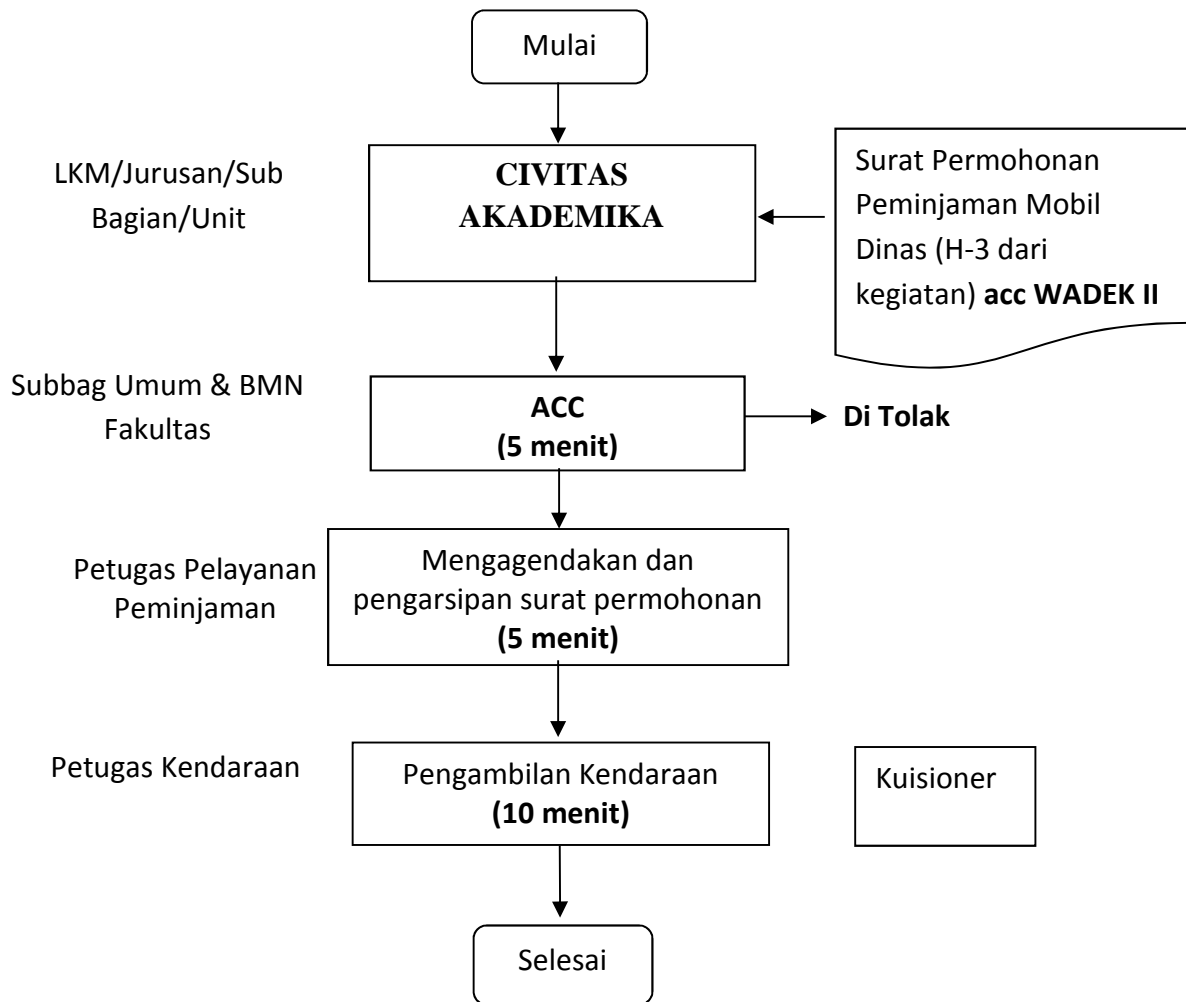 Mulai
LKM/Jurusan/Sub
Bagian/Unit
CIVITAS
AKADEMIKA
Surat Permohonan
Peminjaman Mobil
Dinas (H-3 dari
kegiatan) acc WADEK II
Subbag Umum & BMN
Fakultas
ACC
(5 menit)
Di Tolak
Petugas Pelayanan
Peminjaman
Mengagendakan dan
pengarsipan surat permohonan
(5 menit)
Petugas Kendaraan
Pengambilan Kendaraan
(10 menit)
Kuisioner
Selesai